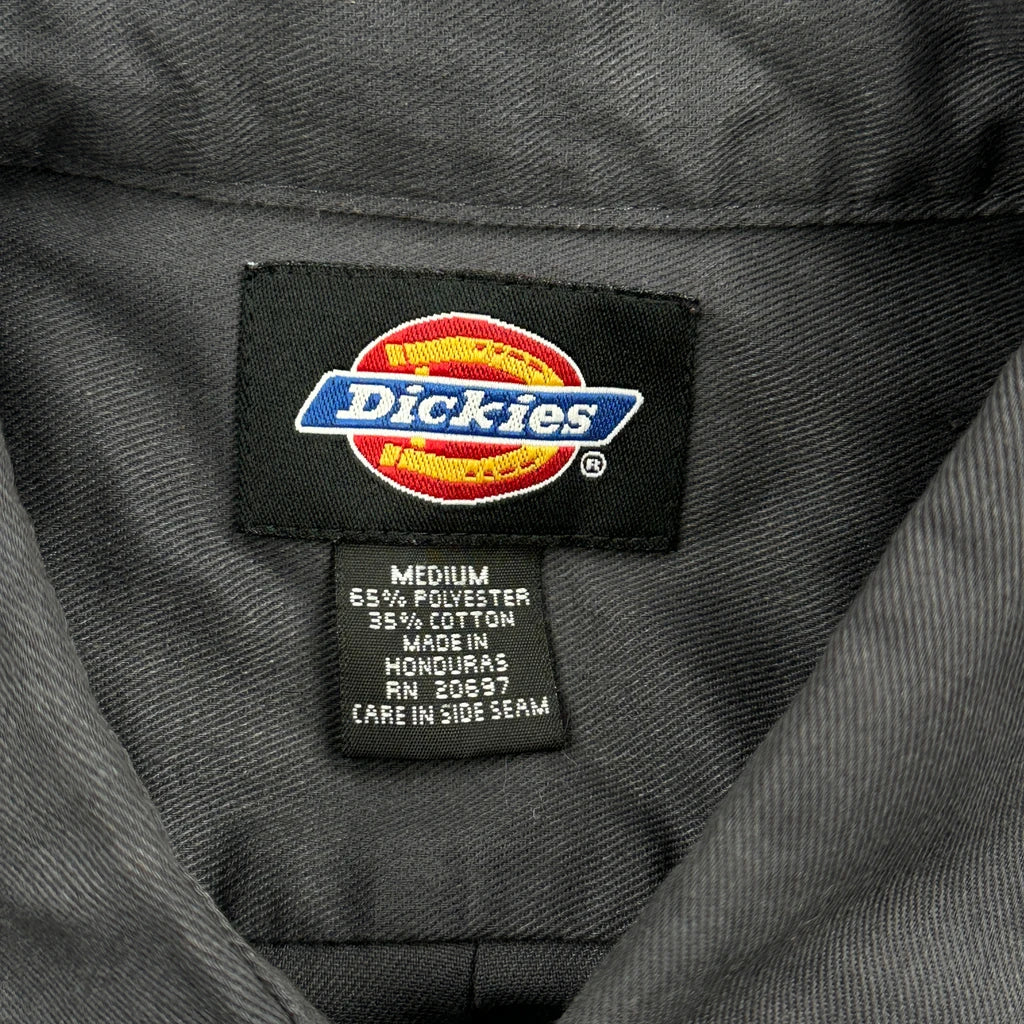 Dickies
®
MEDIUM
65% POLYESTER
35% COTTON
MADE IN
HONDURAS
RN 20697
CARE IN SIDE SEAM